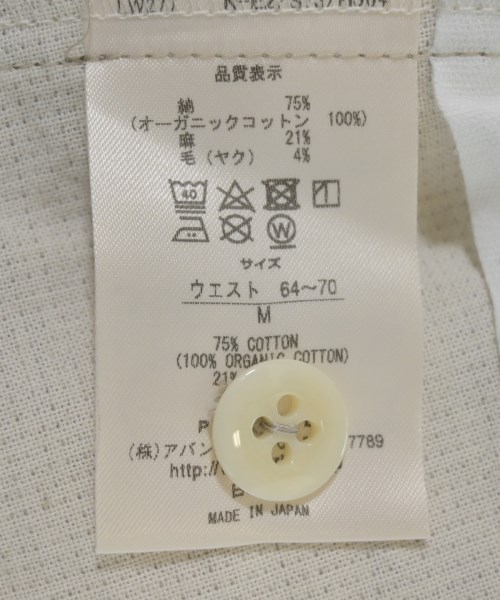 品質表示
綿 75%
(オーガニックコットン 100%)
麻 21%
毛(ヤク) 4%
40
W
サイズ
ウエスト 64〜70
M
75% COTTON
(100% ORGANIC COTTON)
21%
(株)アバン 7789
http://
MADE IN JAPAN